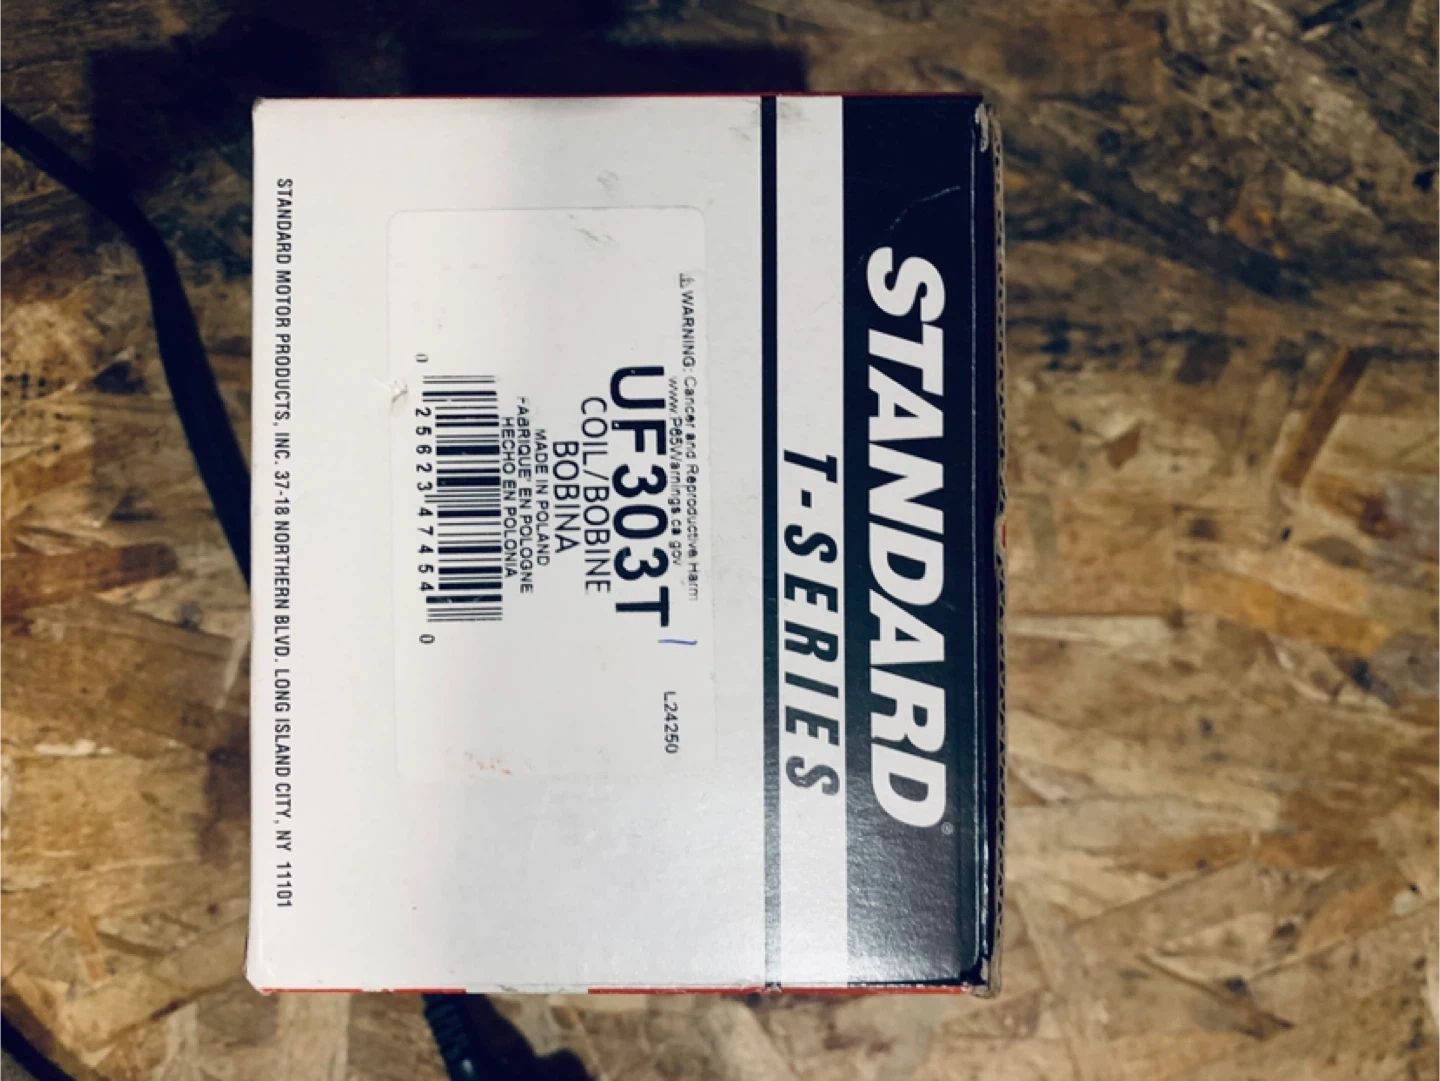 STANDARD®
T-SERIES
⚠ WARNING: Cancer and Reproductive Harm
www.P65Warnings.ca.gov
L24250
UF303T
COIL/BOBINE
BOBINA
MADE IN POLAND
FABRIQUE' EN POLOGNE
HECHO EN POLONIA
0 25623 47454 0
STANDARD MOTOR PRODUCTS, INC. 37-18 NORTHERN BLVD. LONG ISLAND CITY, NY 11101